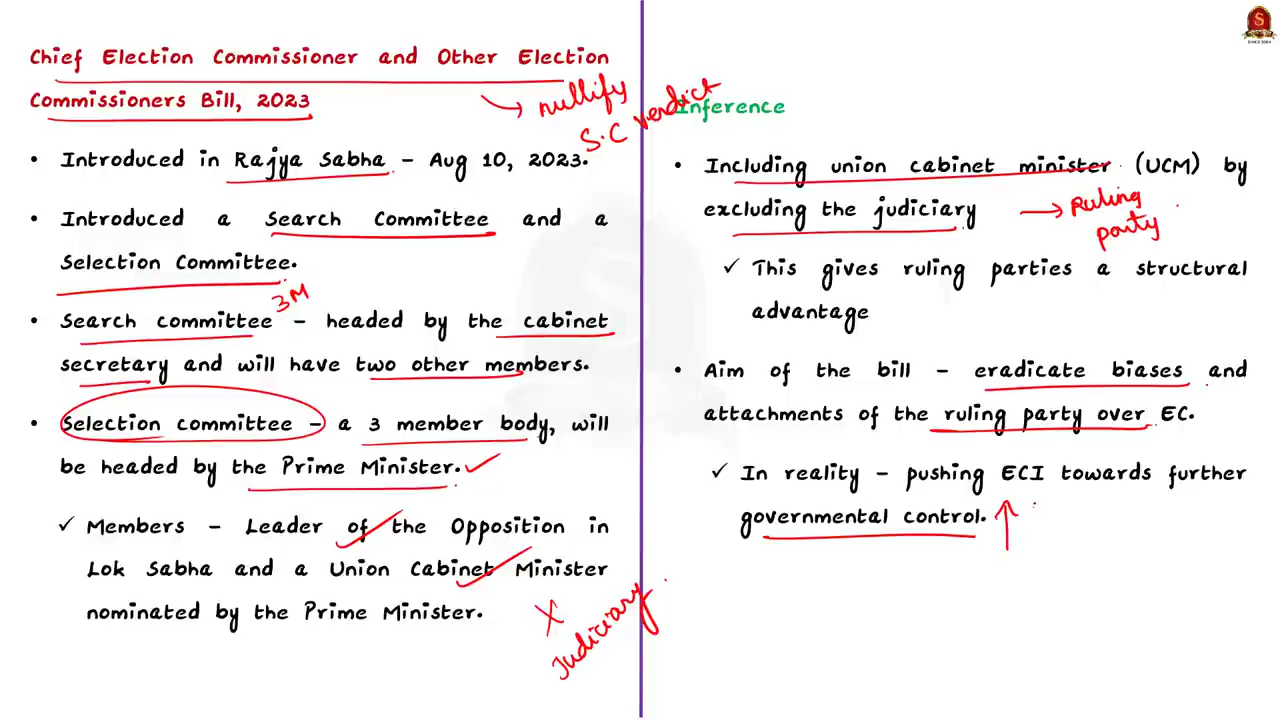 Chief Election Commissioner and Other Election
Commissioners Bill, 2023
→ nullify
S.C verdict
• Introduced in Rajya Sabha - Aug 10, 2023.
• Introduced a Search Committee and a
Selection Committee.
3M
• Search committee - headed by the cabinet
secretary and will have two other members.
• Selection committee - a 3 member body, will
be headed by the Prime Minister.
✓ Members - Leader of the Opposition in
Lok Sabha and a Union Cabinet Minister
nominated by the Prime Minister.
X
Judiciary
S
SINCE 2004
Inference
• Including union cabinet minister (UCM) by
excluding the judiciary
→ Ruling
party
✓ This gives ruling parties a structural
advantage
• Aim of the bill - eradicate biases and
attachments of the ruling party over EC.
✓ In reality - pushing ECI towards further
governmental control. ↑